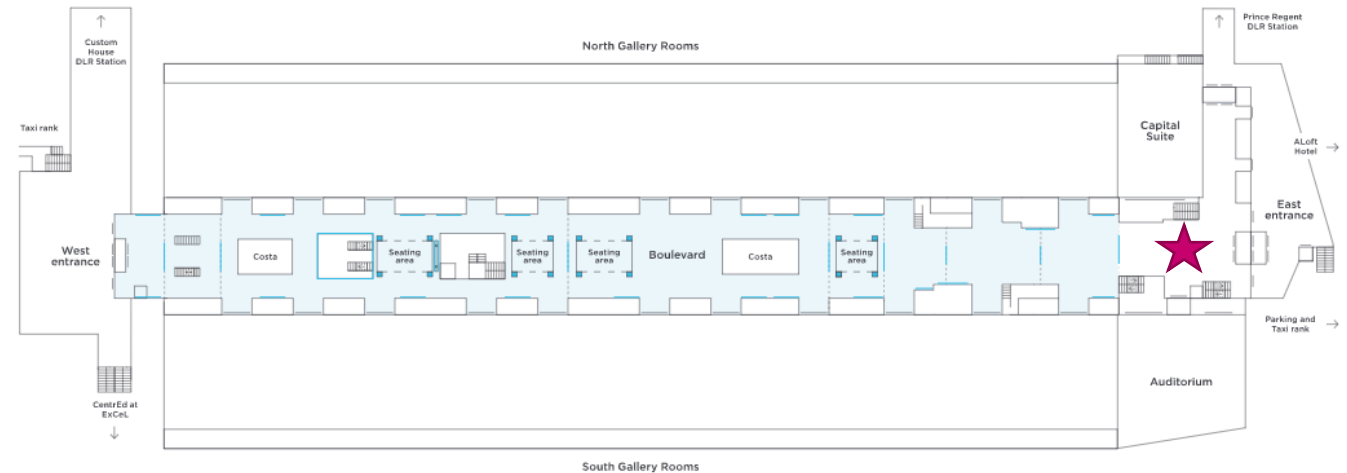 Custom
House
DLR Station
North Gallery Rooms
Prince Regent
DLR Station
Taxi rank
Capital
Suite
ALoft
Hotel
East
entrance
West
entrance
Costa
Seating
area
Seating
area
Seating
area
Boulevard
Costa
Seating
area
Parking and
Taxi rank
Auditorium
CentrEd at
ExCeL
South Gallery Rooms